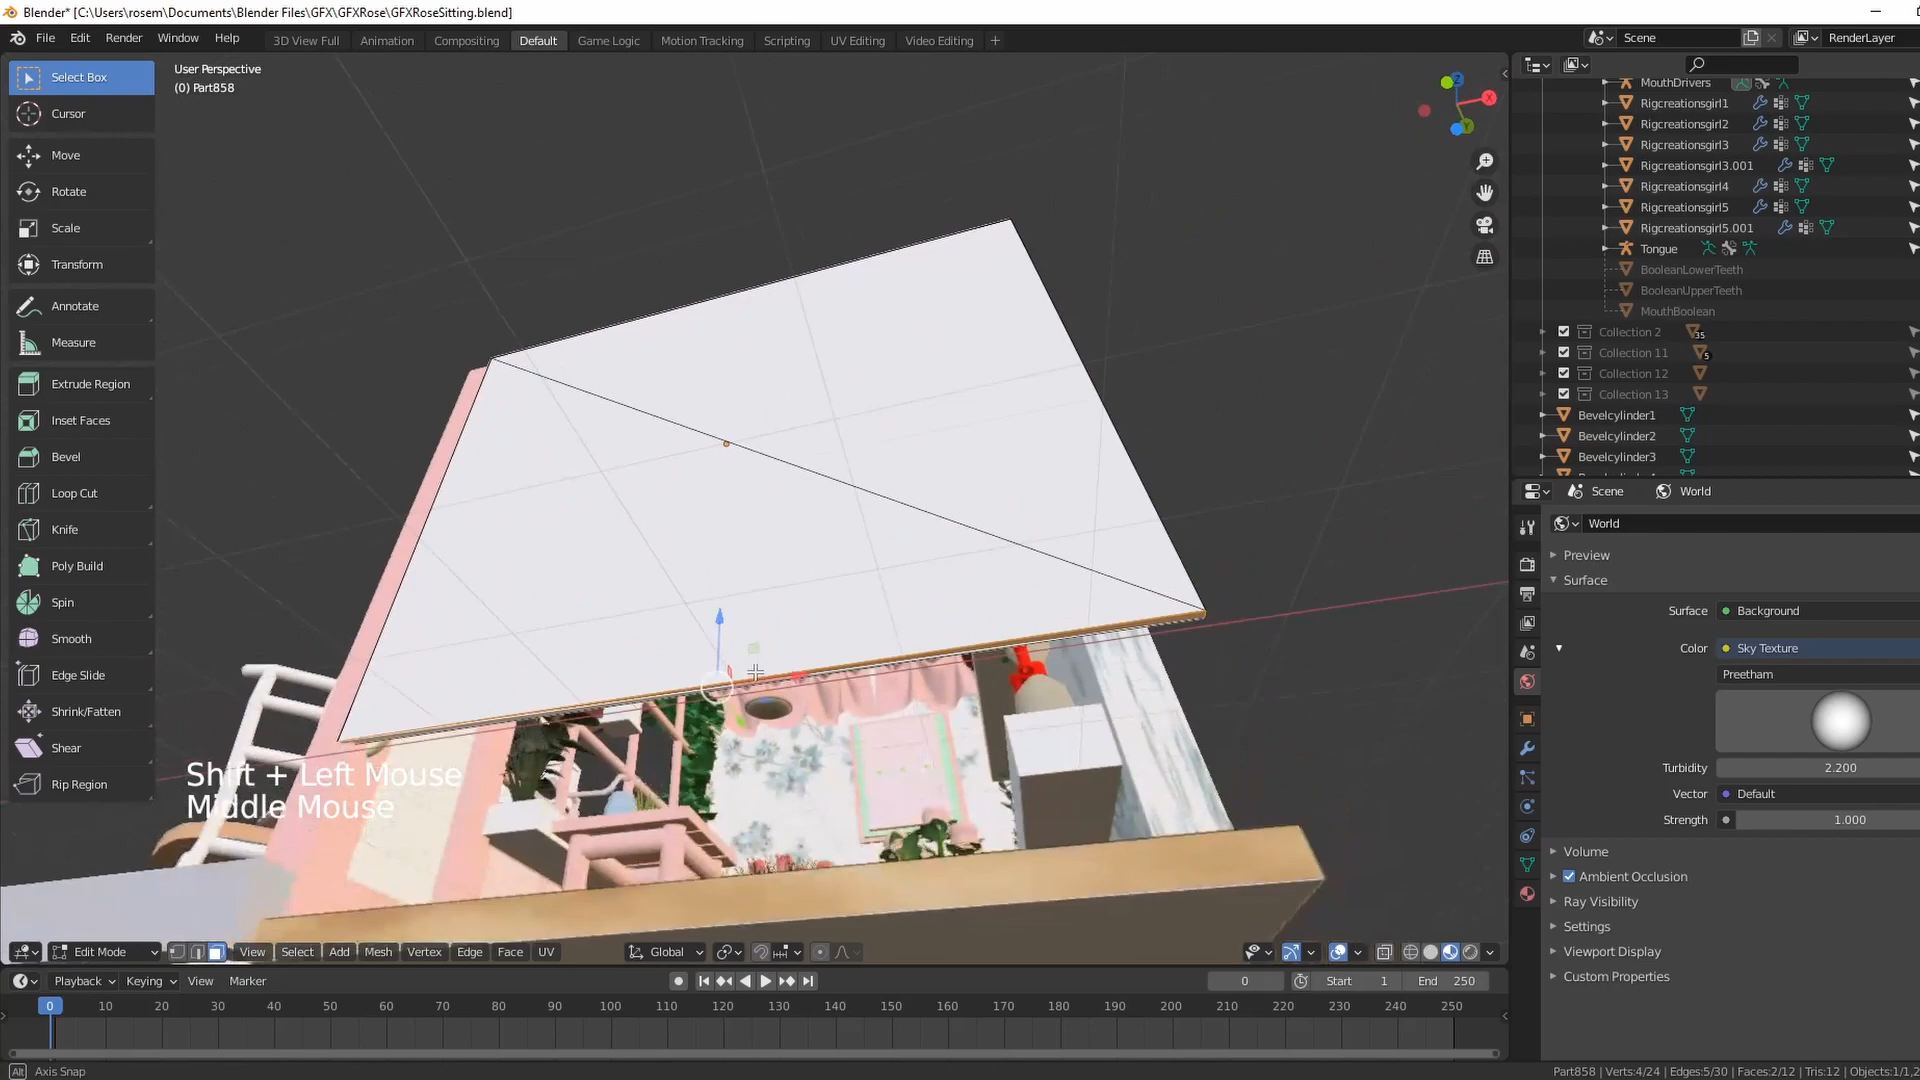 Blender* [C:\Users\rosem\Documents\Blender Files\GFX\GFXRose\GFXRoseSitting.blend]
File Edit Render Window Help 3D View Full Animation Compositing Default Game Logic Motion Tracking Scripting UV Editing Video Editing + Scene RenderLayer
Select Box
Cursor
Move
Rotate
Scale
Transform
Annotate
Measure
Extrude Region
Inset Faces
Bevel
Loop Cut
Knife
Poly Build
Spin
Smooth
Edge Slide
Shrink/Fatten
Shear
Rip Region
User Perspective
(0) Part858
Z
X
Y
Shift + Left Mouse
Middle Mouse
MouthDrivers
Rigcreationsgirl1
Rigcreationsgirl2
Rigcreationsgirl3
Rigcreationsgirl3.001
Rigcreationsgirl4
Rigcreationsgirl5
Rigcreationsgirl5.001
Tongue
BooleanLowerTeeth
BooleanUpperTeeth
MouthBoolean
Collection 2 35
Collection 11 5
Collection 12
Collection 13
Bevelcylinder1
Bevelcylinder2
Bevelcylinder3
Scene World
World
Preview
Surface
Surface Background
Color Sky Texture
Preetham
Turbidity 2.200
Vector Default
Strength 1.000
Volume
Ambient Occlusion
Ray Visibility
Settings
Viewport Display
Custom Properties
Edit Mode View Select Add Mesh Vertex Edge Face UV Global
Playback Keying View Marker 0 Start 1 End 250
0 10 20 30 40 50 60 70 80 90 100 110 120 130 140 150 160 170 180 190 200 210 220 230 240 250
Alt Axis Snap
Part858 | Verts:4/24 | Edges:5/30 | Faces:2/12 | Tris:12 | Objects:1/1,2